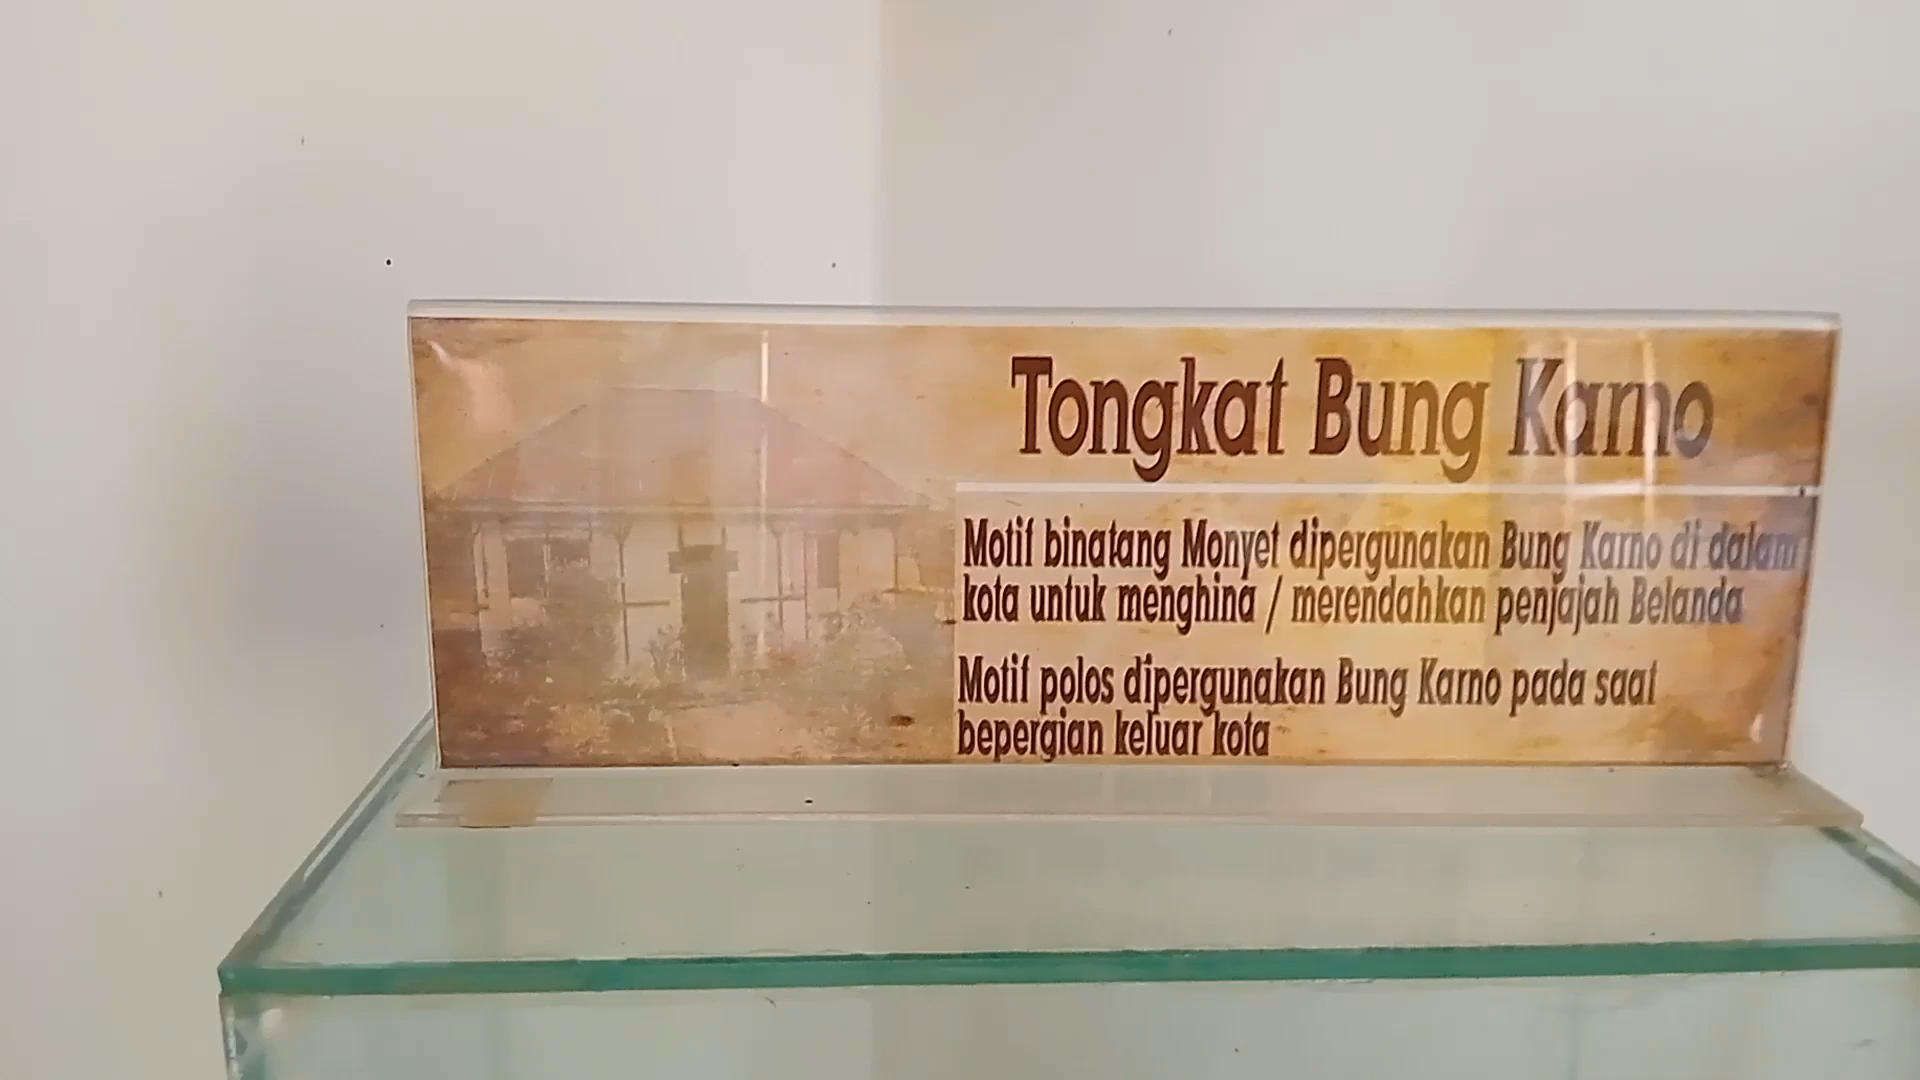 Tongkat Bung Karno
Motif binatang Monyet dipergunakan Bung Karno di dalam
kota untuk menghina / merendahkan penjajah Belanda
Motif polos dipergunakan Bung Karno pada saat
bepergian keluar kota